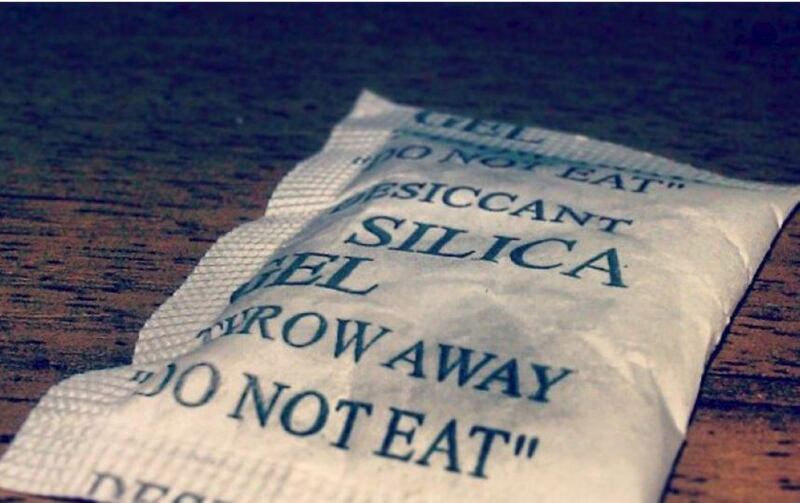 GEL
"DO NOT EAT"
DESICCANT
SILICA
GEL
THROW AWAY
"DO NOT EAT"